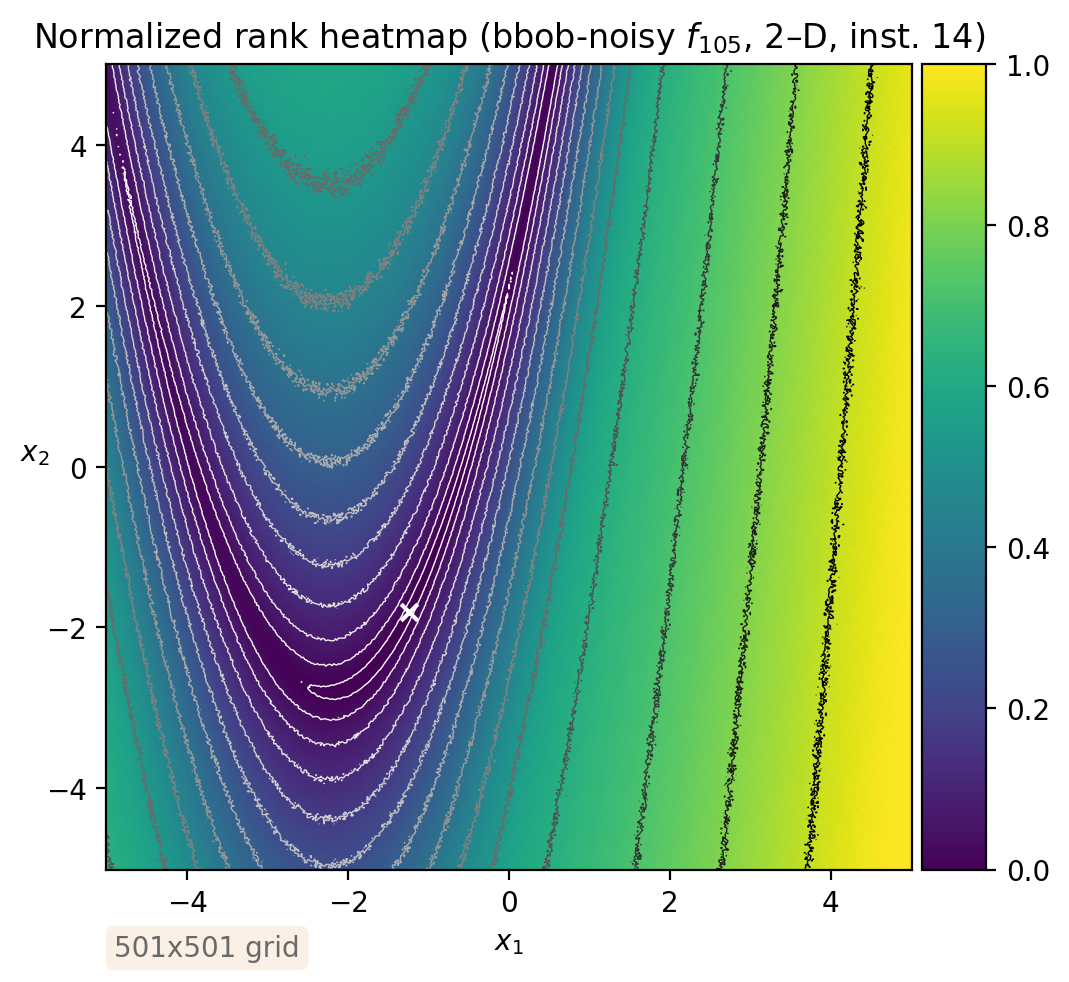 Normalized rank heatmap (bbob-noisy f₁₀₅, 2–D, inst. 14)
1.0
0.8
0.6
0.4
0.2
0.0
4
2
0
−2
−4
x₂
−4 −2 0 2 4
x₁
501x501 grid